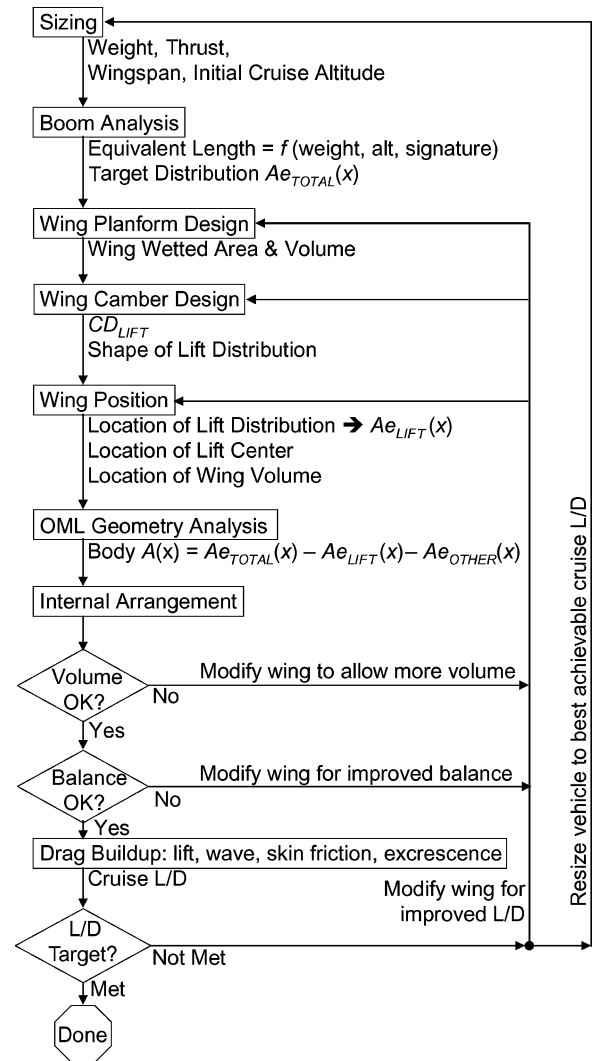 Sizing
Weight, Thrust,
Wingspan, Initial Cruise Altitude
Boom Analysis
Equivalent Length = f (weight, alt, signature)
Target Distribution Ae_TOTAL(x)
Wing Planform Design
Wing Wetted Area & Volume
Wing Camber Design
CD_LIFT
Shape of Lift Distribution
Wing Position
Location of Lift Distribution ➔ Ae_LIFT(x)
Location of Lift Center
Location of Wing Volume
OML Geometry Analysis
Body A(x) = Ae_TOTAL(x) – Ae_LIFT(x)– Ae_OTHER(x)
Internal Arrangement
Volume
OK?
No
Modify wing to allow more volume
Yes
Balance
OK?
No
Modify wing for improved balance
Yes
Drag Buildup: lift, wave, skin friction, excrescence
Cruise L/D
Modify wing for
improved L/D
L/D
Target?
Not Met
Met
Done
Resize vehicle to best achievable cruise L/D